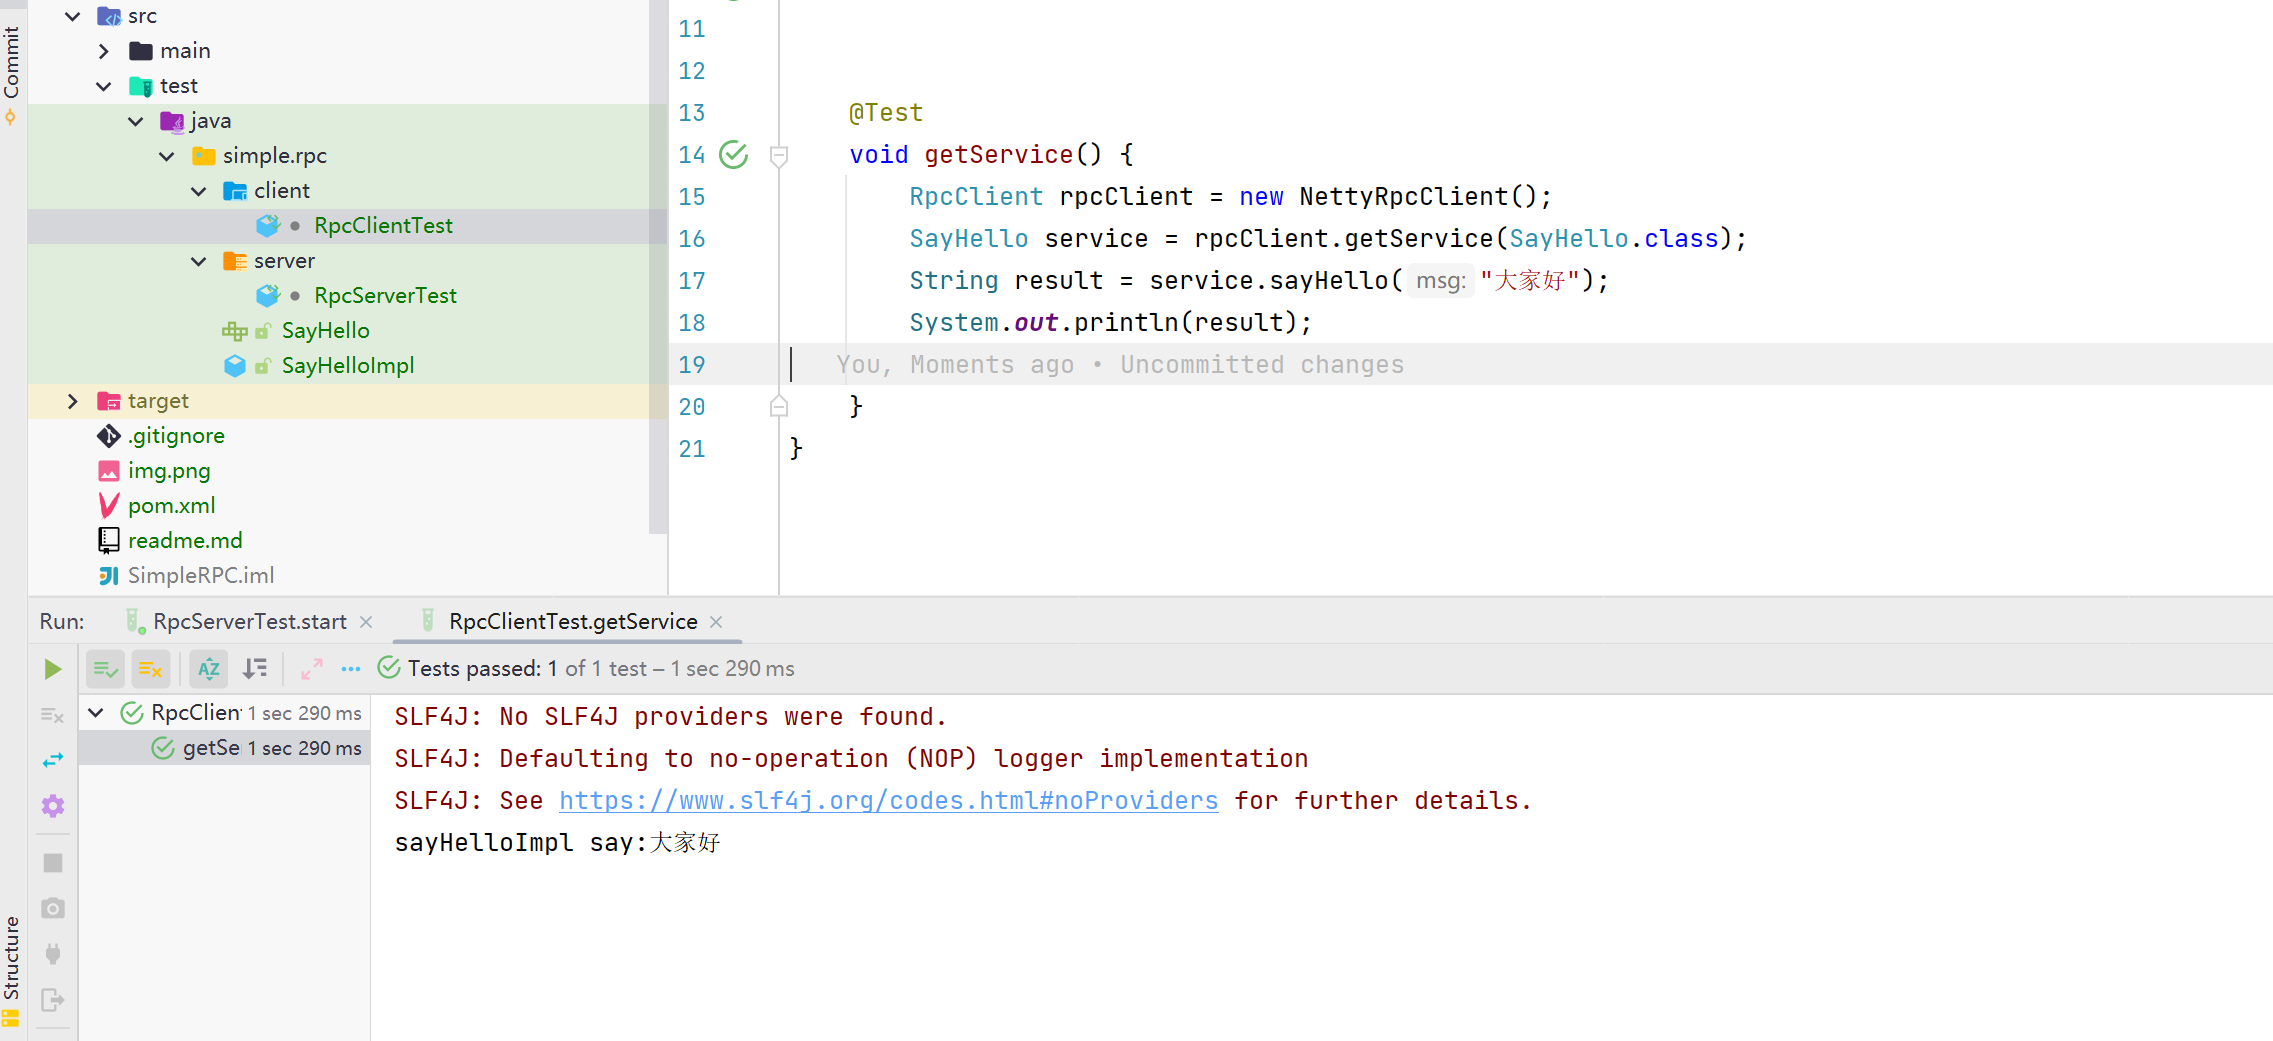 Commit
Structure
src
main
test
java
simple.rpc
client
RpcClientTest
server
RpcServerTest
SayHello
SayHelloImpl
target
.gitignore
img.png
pom.xml
readme.md
SimpleRPC.iml
11
12
13 @Test
14 void getService() {
15 RpcClient rpcClient = new NettyRpcClient();
16 SayHello service = rpcClient.getService(SayHello.class);
17 String result = service.sayHello( msg: "大家好");
18 System.out.println(result);
19 You, Moments ago • Uncommitted changes
20 }
21 }
Run: RpcServerTest.start × RpcClientTest.getService ×
Tests passed: 1 of 1 test – 1 sec 290 ms
RpcClien 1 sec 290 ms
getSe 1 sec 290 ms
SLF4J: No SLF4J providers were found.
SLF4J: Defaulting to no-operation (NOP) logger implementation
SLF4J: See https://www.slf4j.org/codes.html#noProviders for further details.
sayHelloImpl say:大家好